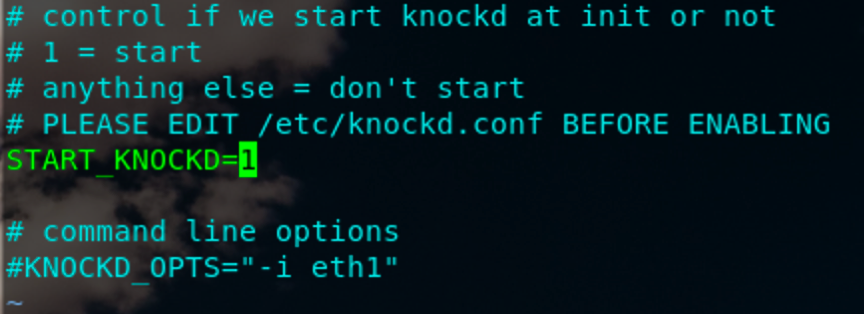 # control if we start knockd at init or not
# 1 = start
# anything else = don't start
# PLEASE EDIT /etc/knockd.conf BEFORE ENABLING
START_KNOCKD=1
# command line options
#KNOCKD_OPTS="-i eth1"
~